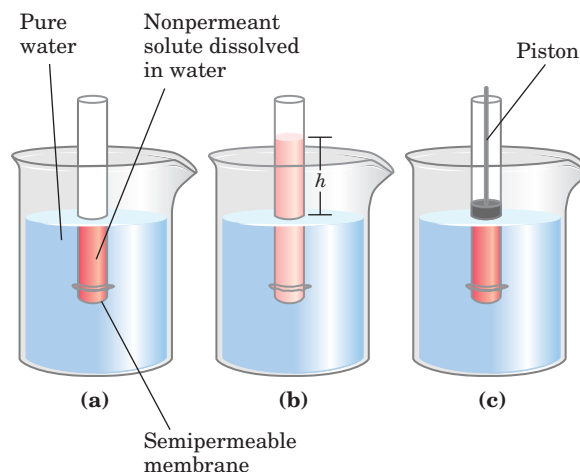 Pure
water
Nonpermeant
solute dissolved
in water
Piston
h
(a)
(b)
(c)
Semipermeable
membrane